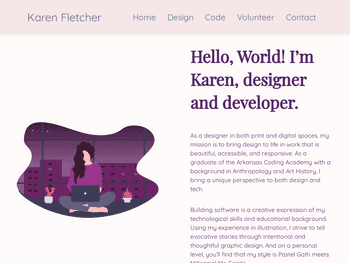 Karen Fletcher
Home Design Code Volunteer Contact
Hello, World! I'm
Karen, designer
and developer.
As a designer in both print and digital spaces, my
mission is to bring design to life in work that is
beautiful, accessible, and responsive. As a
graduate of the Arkansas Coding Academy with a
background in Anthropology and Art History, I
bring a unique perspective to both design and
tech.
Building software is a creative expression of my
technological skills and educational background.
Using my experience in illustration, I strive to tell
evocative stories through intentional and
thoughtful graphic design. And on a personal
level, you'll find that my style is Pastel Goth meets